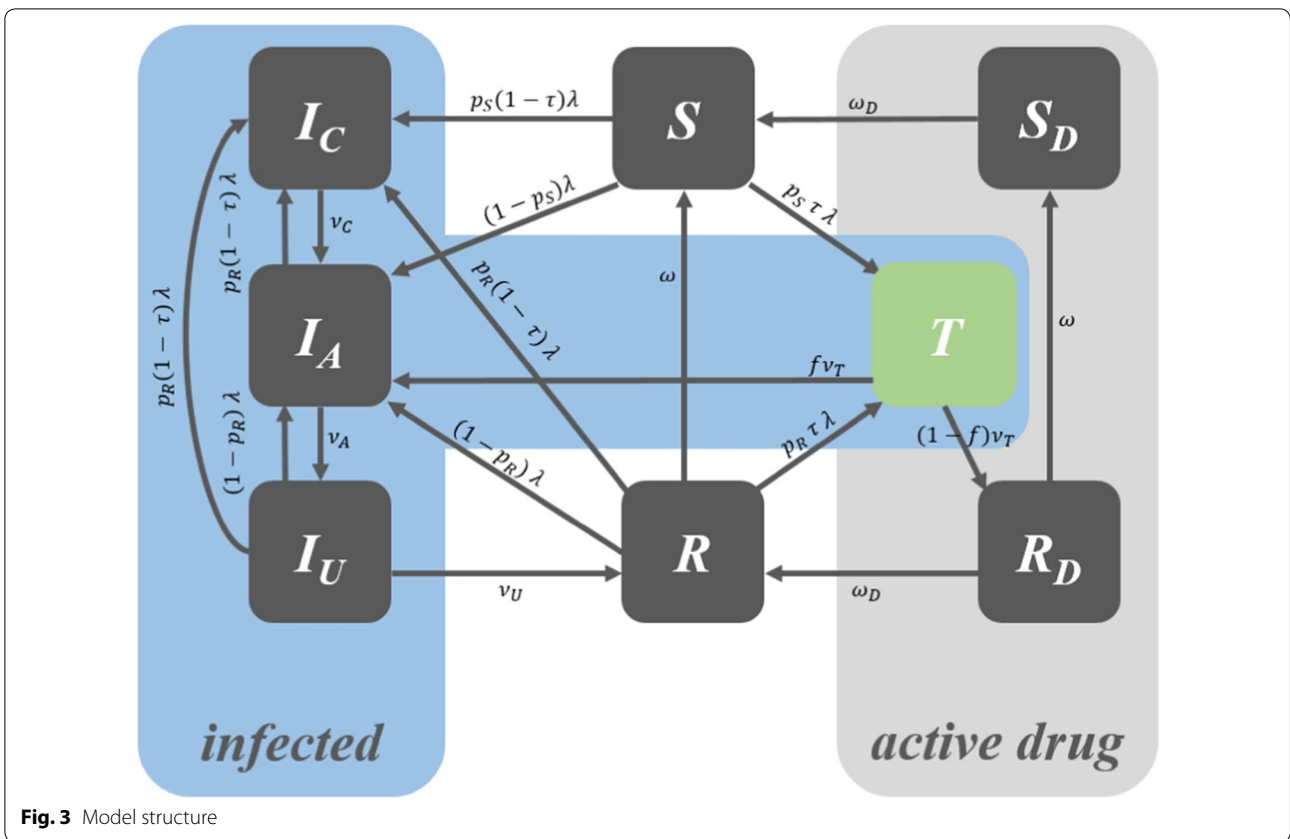 I_C
p_S(1 − τ)λ
S
ω_D
S_D
p_R(1 − τ) λ
p_R(1 − τ) λ
ν_C
(1 − p_S)λ
p_S τ λ
I_A
p_R(1 − τ) λ
ω
T
ω
fν_T
(1 − p_R) λ
ν_A
(1 − p_R) λ
p_R τ λ
(1 − f)ν_T
I_U
ν_U
R
ω_D
R_D
infected
active drug
Fig. 3 Model structure